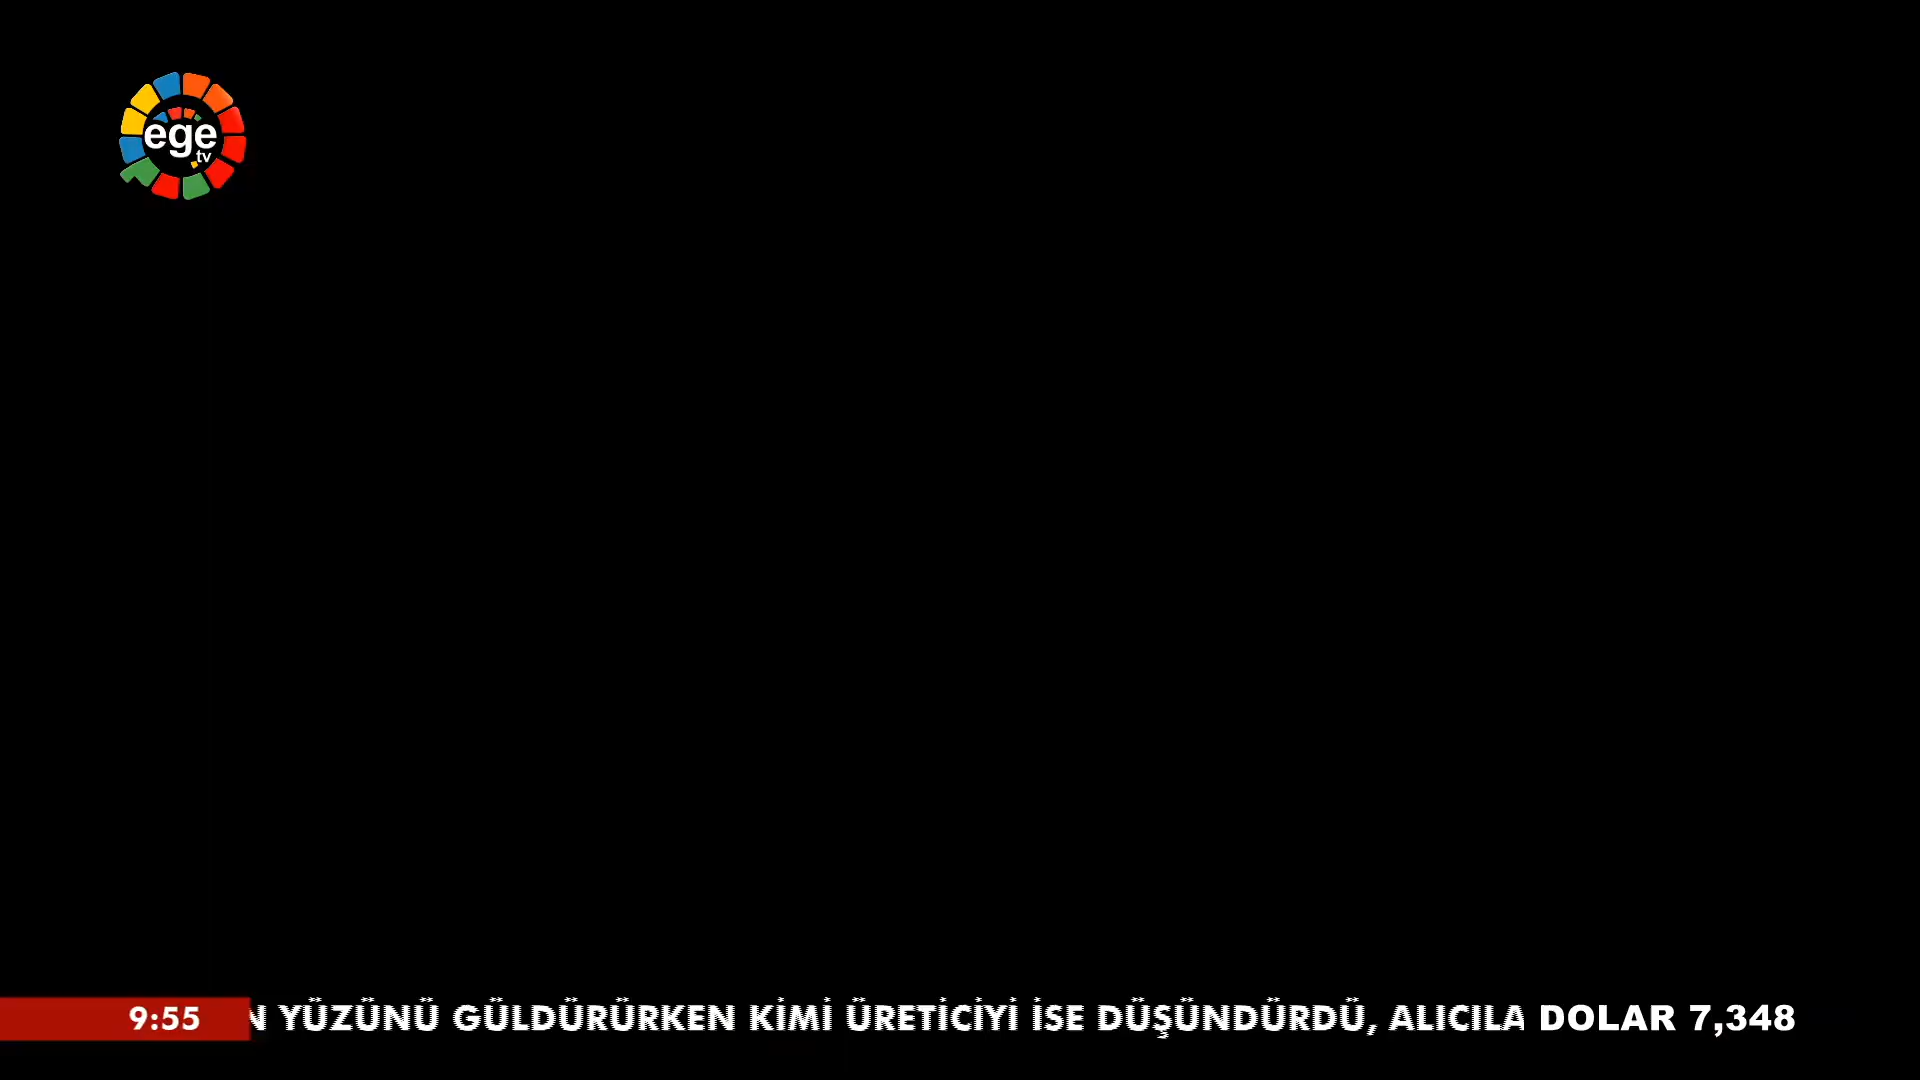 ege
tv
9:55 N YÜZÜNÜ GÜLDÜRÜRKEN KİMİ ÜRETİCİYİ İSE DÜŞÜNDÜRDÜ, ALICILA DOLAR 7,348